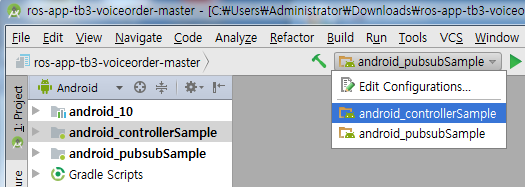 ros-app-tb3-voiceorder-master - [C:₩Users₩Administrator₩Downloads₩ros-app-tb3-voiceo
File Edit View Navigate Code Analyze Refactor Build Run Tools VCS Window
ros-app-tb3-voiceorder-master
android_pubsubSample
Android
Edit Configurations...
android_controllerSample
android_pubsubSample
1: Project
android_10
android_controllerSample
android_pubsubSample
Gradle Scripts